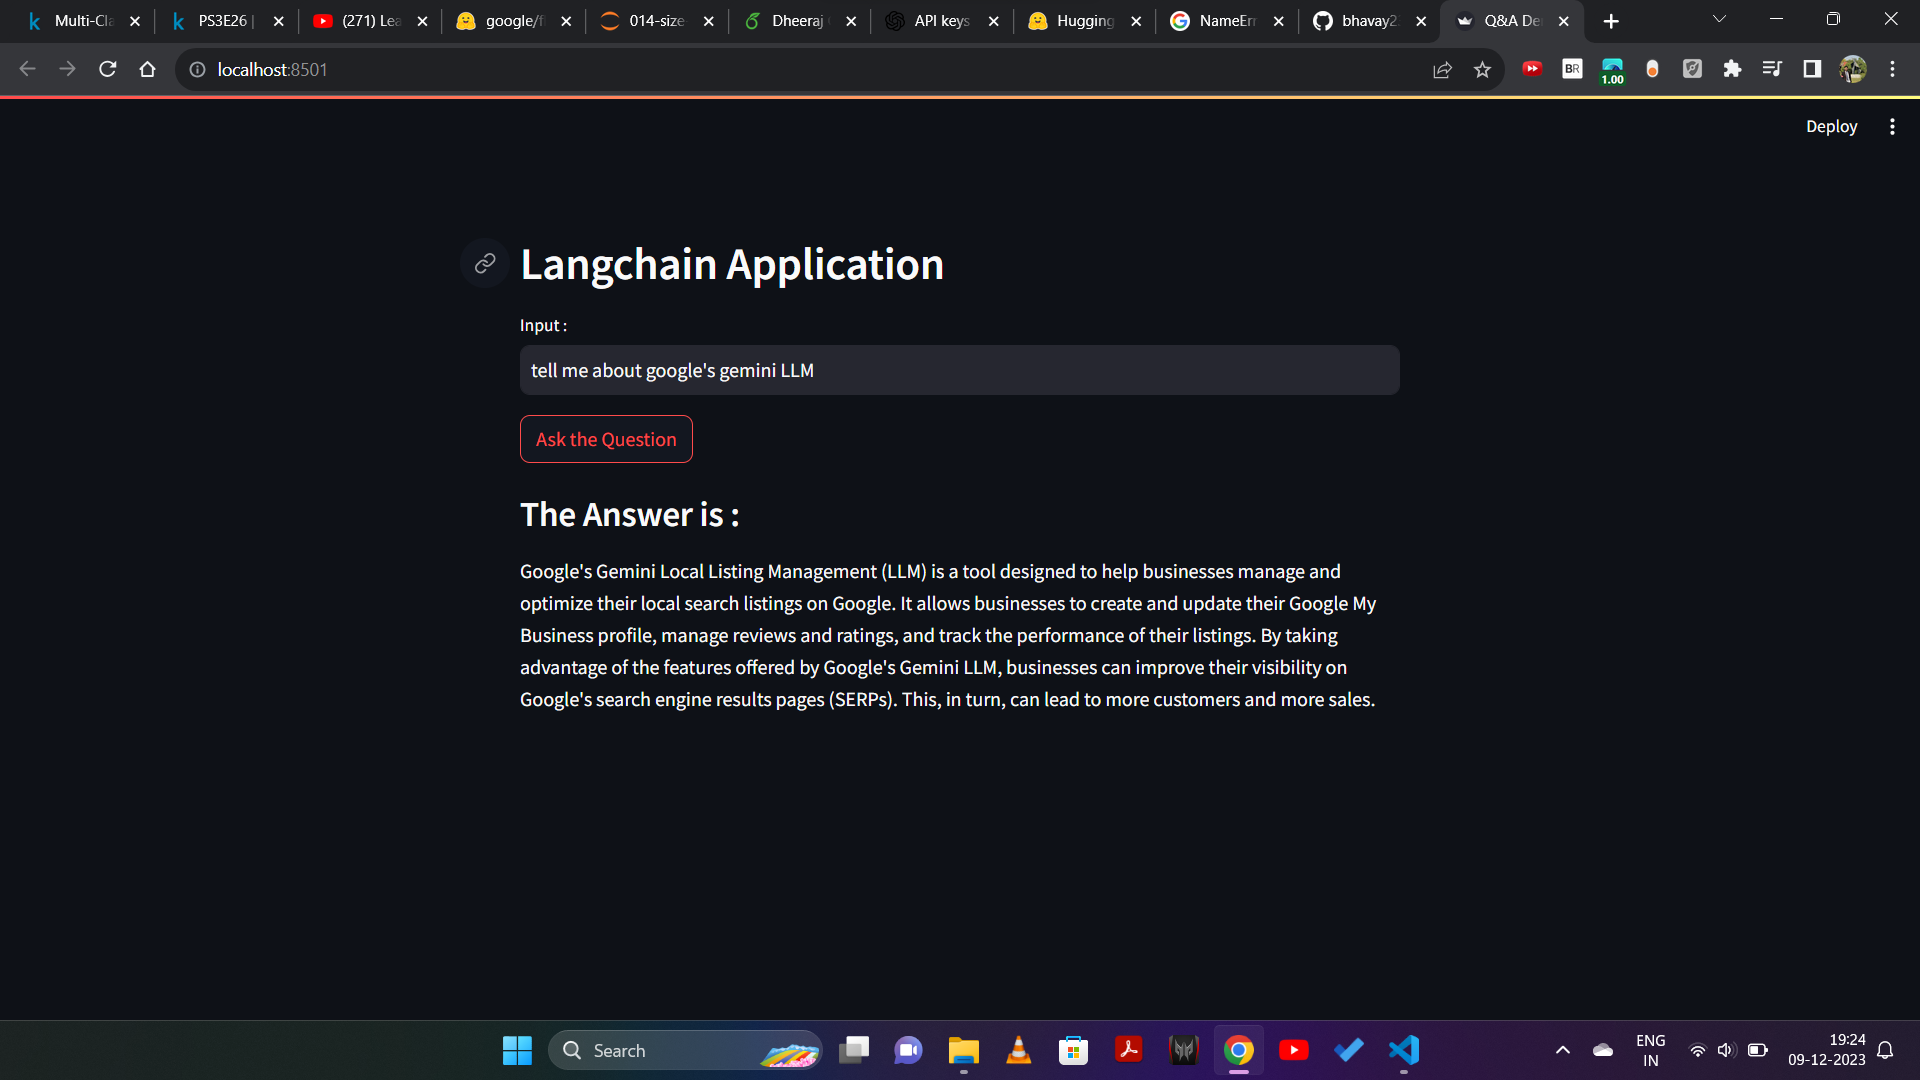 Multi-Cla
PS3E26 |
(271) Lea
google/fl
014-size-
Dheeraj
API keys
Hugging
NameErr
bhavay2
Q&A De
localhost:8501
BR
1.00
Deploy
Langchain Application
Input :
tell me about google's gemini LLM
Ask the Question
The Answer is :
Google's Gemini Local Listing Management (LLM) is a tool designed to help businesses manage and
optimize their local search listings on Google. It allows businesses to create and update their Google My
Business profile, manage reviews and ratings, and track the performance of their listings. By taking
advantage of the features offered by Google's Gemini LLM, businesses can improve their visibility on
Google's search engine results pages (SERPs). This, in turn, can lead to more customers and more sales.
Search
ENG
IN
19:24
09-12-2023